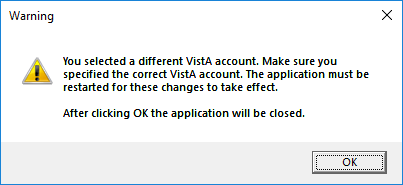 Warning
You selected a different VistA account. Make sure you
specified the correct VistA account. The application must be
restarted for these changes to take effect.
After clicking OK the application will be closed.
OK